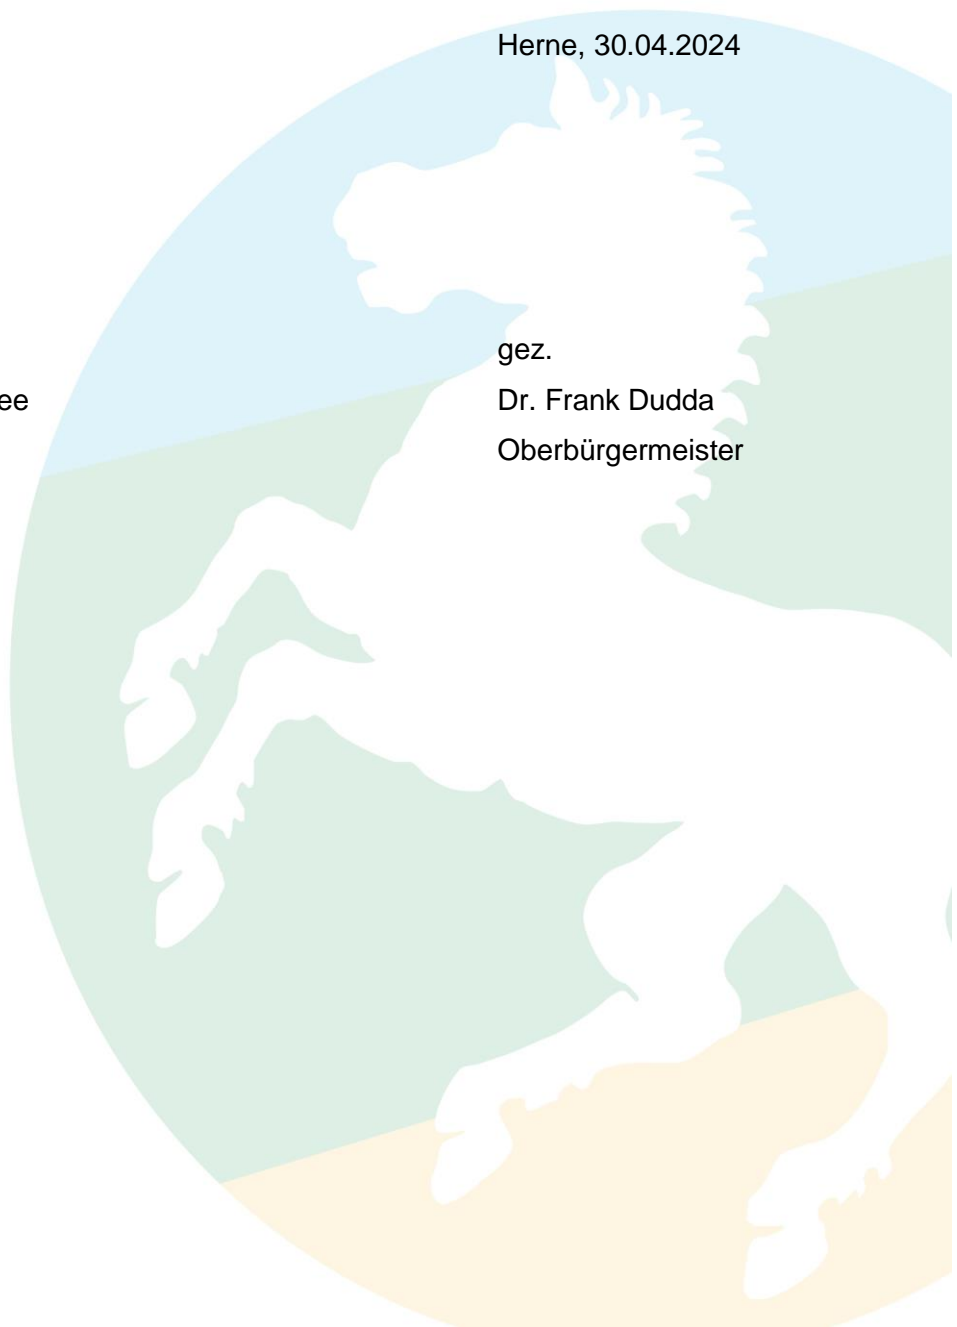 Herne, 30.04.2024
gez.
ee
Dr. Frank Dudda
Oberbürgermeister